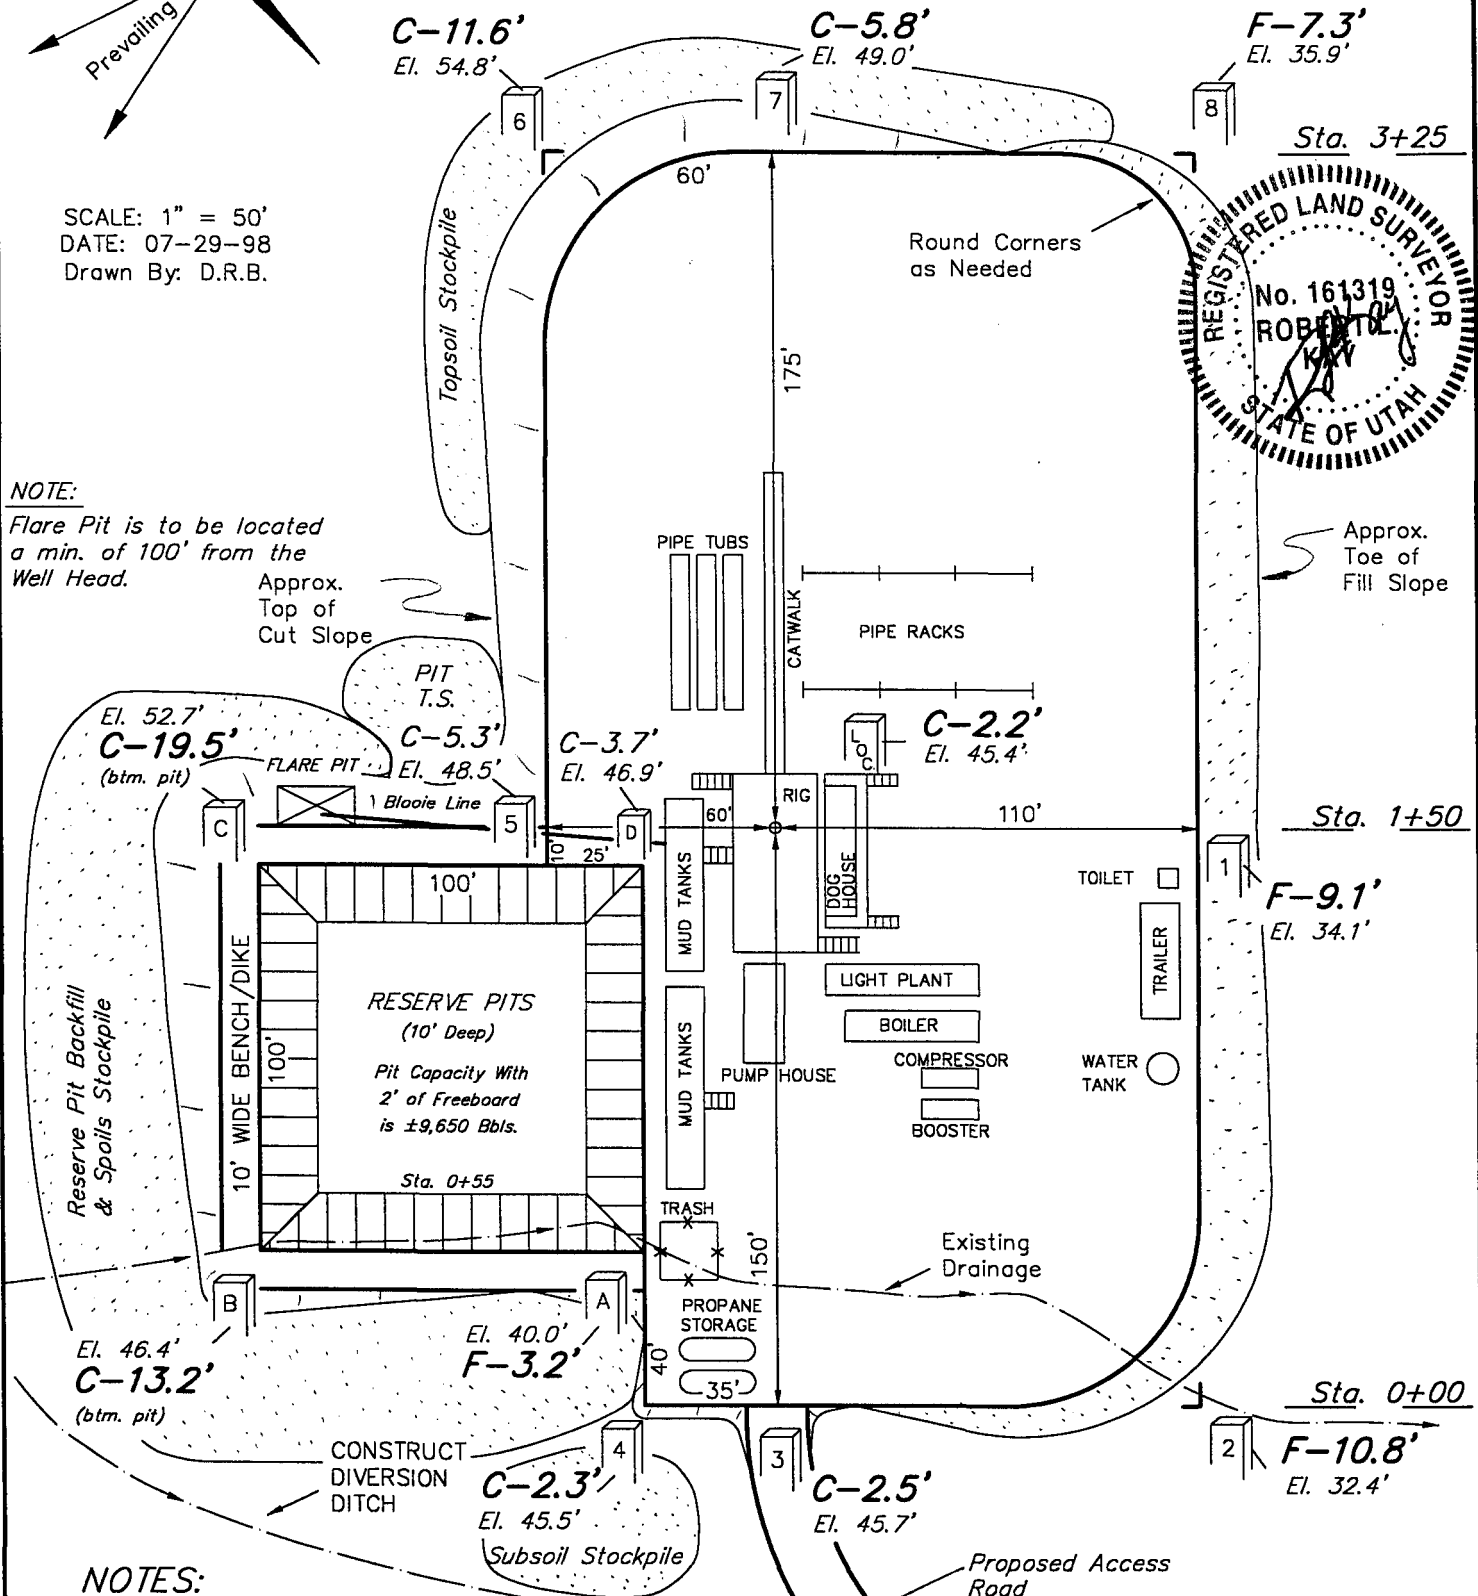 Prevailing
C-11.6'
El. 54.8'
C-5.8'
El. 49.0'
F-7.3'
El. 35.9'
6
7
8
Sta. 3+25
60'
SCALE: 1" = 50'
DATE: 07-29-98
Drawn By: D.R.B.
Topsoil Stockpile
Round Corners
as Needed
REGISTERED LAND SURVEYOR
No. 161319
ROBERT L.
KAY
STATE OF UTAH
175'
NOTE:
Flare Pit is to be located
a min. of 100' from the
Well Head.
Approx.
Top of
Cut Slope
Approx.
Toe of
Fill Slope
PIPE TUBS
CATWALK
PIPE RACKS
PIT
T.S.
El. 52.7'
C-19.5'
(btm. pit)
FLARE PIT
C-5.3'
El. 48.5'
C-3.7'
El. 46.9'
LOC.
C-2.2'
El. 45.4'
Blooie Line
C
5
D
60'
RIG
110'
Sta. 1+50
10'
25'
100'
MUD TANKS
DOG
HOUSE
TOILET
1
F-9.1'
El. 34.1'
TRAILER
LIGHT PLANT
BOILER
COMPRESSOR
BOOSTER
WATER
TANK
PUMP HOUSE
MUD TANKS
Reserve Pit Backfill
& Spoils Stockpile
10' WIDE BENCH/DIKE
100'
RESERVE PITS
(10' Deep)
Pit Capacity With
2' of Freeboard
is ±9,650 Bbls.
Sta. 0+55
TRASH
150'
Existing
Drainage
B
A
PROPANE
STORAGE
El. 46.4'
C-13.2'
(btm. pit)
El. 40.0'
F-3.2'
40'
35'
Sta. 0+00
CONSTRUCT
DIVERSION
DITCH
4
3
2
F-10.8'
El. 32.4'
C-2.3'
El. 45.5'
C-2.5'
El. 45.7'
Subsoil Stockpile
NOTES:
Proposed Access
Road